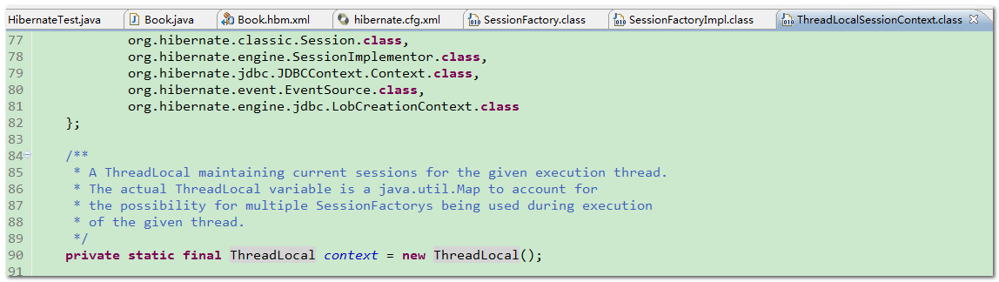 HibernateTest.java Book.java Book.hbm.xml hibernate.cfg.xml SessionFactory.class SessionFactoryImpl.class ThreadLocalSessionContext.class
77 org.hibernate.classic.Session.class,
78 org.hibernate.engine.SessionImplementor.class,
79 org.hibernate.jdbc.JDBCContext.Context.class,
80 org.hibernate.event.EventSource.class,
81 org.hibernate.engine.jdbc.LobCreationContext.class
82 };
83
84 /**
85 * A ThreadLocal maintaining current sessions for the given execution thread.
86 * The actual ThreadLocal variable is a java.util.Map to account for
87 * the possibility for multiple SessionFactorys being used during execution
88 * of the given thread.
89 */
90 private static final ThreadLocal context = new ThreadLocal();
91